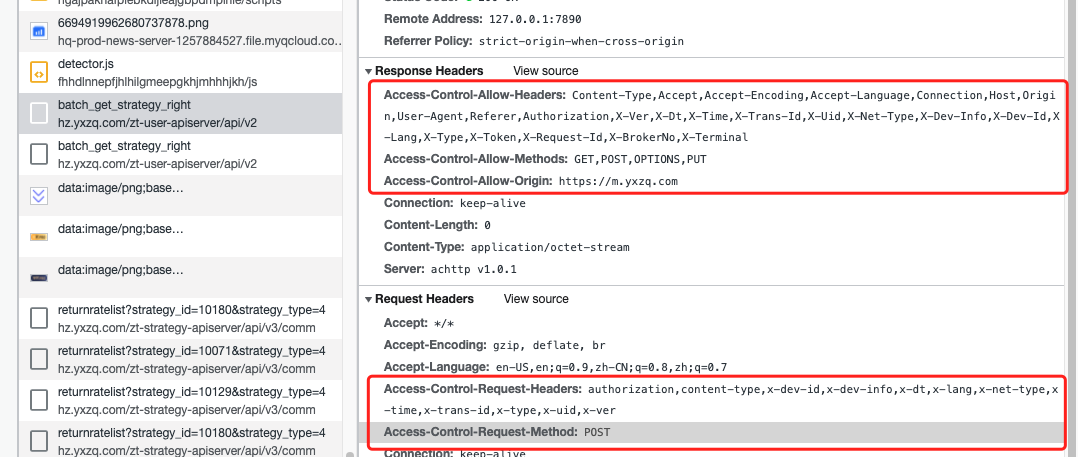 ngajpakhafepibkdjieajgbpdmpinie/scripts
6694919962680737878.png
hq-prod-news-server-1257884527.file.myqcloud.co…
detector.js
fhhdlnnepfjhlhilgmeepgkhjmhhhjkh/js
batch_get_strategy_right
hz.yxzq.com/zt-user-apiserver/api/v2
batch_get_strategy_right
hz.yxzq.com/zt-user-apiserver/api/v2
data:image/png;base…
data:image/png;base…
data:image/png;base…
returnratelist?strategy_id=10180&strategy_type=4
hz.yxzq.com/zt-strategy-apiserver/api/v3/comm
returnratelist?strategy_id=10071&strategy_type=4
hz.yxzq.com/zt-strategy-apiserver/api/v3/comm
returnratelist?strategy_id=10129&strategy_type=4
hz.yxzq.com/zt-strategy-apiserver/api/v3/comm
returnratelist?strategy_id=10180&strategy_type=4
hz.yxzq.com/zt-strategy-apiserver/api/v3/comm
Remote Address: 127.0.0.1:7890
Referrer Policy: strict-origin-when-cross-origin
Response Headers View source
Access-Control-Allow-Headers: Content-Type,Accept,Accept-Encoding,Accept-Language,Connection,Host,Origi
n,User-Agent,Referer,Authorization,X-Ver,X-Dt,X-Time,X-Trans-Id,X-Uid,X-Net-Type,X-Dev-Info,X-Dev-Id,X
-Lang,X-Type,X-Token,X-Request-Id,X-BrokerNo,X-Terminal
Access-Control-Allow-Methods: GET,POST,OPTIONS,PUT
Access-Control-Allow-Origin: https://m.yxzq.com
Connection: keep-alive
Content-Length: 0
Content-Type: application/octet-stream
Server: achttp v1.0.1
Request Headers View source
Accept: */*
Accept-Encoding: gzip, deflate, br
Accept-Language: en-US,en;q=0.9,zh-CN;q=0.8,zh;q=0.7
Access-Control-Request-Headers: authorization,content-type,x-dev-id,x-dev-info,x-dt,x-lang,x-net-type,x
-time,x-trans-id,x-type,x-uid,x-ver
Access-Control-Request-Method: POST
Connection: keep-alive